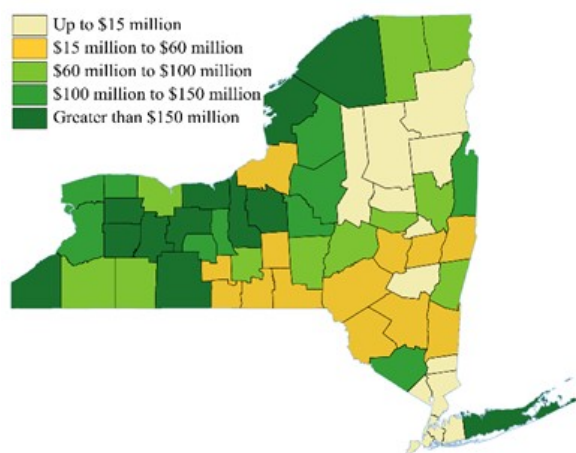 Up to $15 million
$15 million to $60 million
$60 million to $100 million
$100 million to $150 million
Greater than $150 million